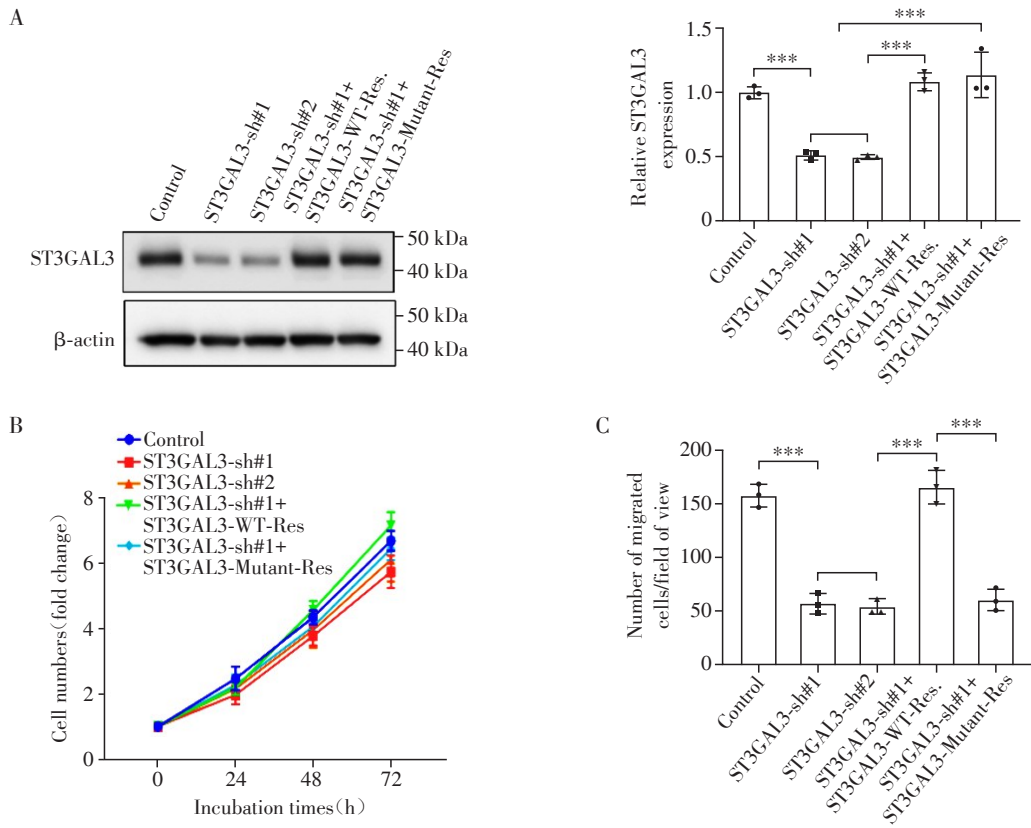 A
Control
ST3GAL3-sh#1
ST3GAL3-sh#2
ST3GAL3-sh#1+
ST3GAL3-WT-Res.
ST3GAL3-sh#1+
ST3GAL3-Mutant-Res
ST3GAL3
50 kDa
40 kDa
β-actin
50 kDa
40 kDa
Relative ST3GAL3
expression
1.5
1.0
0.5
0
***
***
***
Control
ST3GAL3-sh#1
ST3GAL3-sh#2
ST3GAL3-sh#1+
ST3GAL3-WT-Res.
ST3GAL3-sh#1+
ST3GAL3-Mutant-Res
B
Control
ST3GAL3-sh#1
ST3GAL3-sh#2
ST3GAL3-sh#1+
ST3GAL3-WT-Res
ST3GAL3-sh#1+
ST3GAL3-Mutant-Res
Cell numbers(fold change)
8
6
4
2
0
0 24 48 72
Incubation times(h)
C
Number of migrated
cells/field of view
200
150
100
50
0
***
***
***
Control
ST3GAL3-sh#1
ST3GAL3-sh#2
ST3GAL3-sh#1+
ST3GAL3-WT-Res.
ST3GAL3-sh#1+
ST3GAL3-Mutant-Res